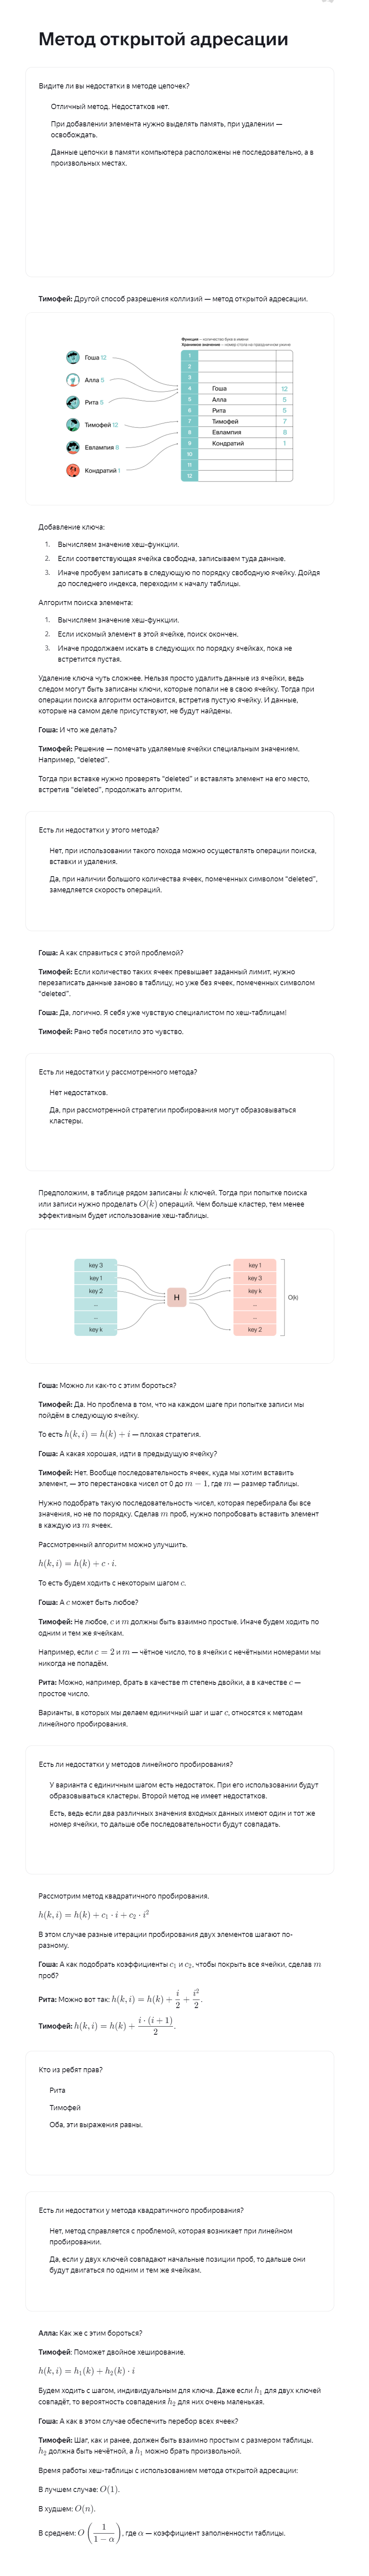 Метод открытой адресации
Видите ли вы недостатки в методе цепочек?
Отличный метод. Недостатков нет.
При добавлении элемента нужно выделять память, при удалении —
освобождать.
Данные цепочки в памяти компьютера расположены не последовательно, а в
произвольных местах.
Тимофей: Другой способ разрешения коллизий — метод открытой адресации.
Функция — количество букв в имени
Хранимое значение – номер стола на праздничном ужине
1
2
3
Гоша 12
4 Гоша 12
Алла 5
5 Алла 5
Рита 5
6 Рита 5
Тимофей 12
7 Тимофей 7
Евлампия 8
8 Евлампия 8
Кондратий 1
9 Кондратий 1
10
11
12
Добавление ключа:
1. Вычисляем значение хеш-функции.
2. Если соответствующая ячейка свободна, записываем туда данные.
3. Иначе пробуем записать в следующую по порядку свободную ячейку. Дойдя
до последнего индекса, переходим к началу таблицы.
Алгоритм поиска элемента:
1. Вычисляем значение хеш-функции.
2. Если искомый элемент в этой ячейке, поиск окончен.
3. Иначе продолжаем искать в следующих по порядку ячейках, пока не
встретится пустая.
Удаление ключа чуть сложнее. Нельзя просто удалить данные из ячейки, ведь
следом могут быть записаны ключи, которые попали не в свою ячейку. Тогда при
операции поиска алгоритм остановится, встретив пустую ячейку. И данные,
которые на самом деле присутствуют, не будут найдены.
Гоша: И что же делать?
Тимофей: Решение — помечать удаляемые ячейки специальным значением.
Например, "deleted".
Тогда при вставке нужно проверять "deleted" и вставлять элемент на его место,
встретив "deleted", продолжать алгоритм.
Есть ли недостатки у этого метода?
Нет, при использовании такого похода можно осуществлять операции поиска,
вставки и удаления.
Да, при наличии большого количества ячеек, помеченных символом "deleted",
замедляется скорость операций.
Гоша: А как справиться с этой проблемой?
Тимофей: Если количество таких ячеек превышает заданный лимит, нужно
перезаписать данные заново в таблицу, но уже без ячеек, помеченных символом
"deleted".
Гоша: Да, логично. Я себя уже чувствую специалистом по хеш-таблицам!
Тимофей: Рано тебя посетило это чувство.
Есть ли недостатки у рассмотренного метода?
Нет недостатков.
Да, при рассмотренной стратегии пробирования могут образовываться
кластеры.
Предположим, в таблице рядом записаны k ключей. Тогда при попытке поиска
или записи нужно проделать O(k) операций. Чем больше кластер, тем менее
эффективным будет использование хеш-таблицы.
key 3
key 1
key 2
...
...
key k
H
key 1
key 3
key k
...
...
key 2
O(k)
Гоша: Можно ли как-то с этим бороться?
Тимофей: Да. Но проблема в том, что на каждом шаге при попытке записи мы
пойдём в следующую ячейку.
То есть h(k, i) = h(k) + i — плохая стратегия.
Гоша: А какая хорошая, идти в предыдущую ячейку?
Тимофей: Нет. Вообще последовательность ячеек, куда мы хотим вставить
элемент, — это перестановка чисел от 0 до m − 1, где m — размер таблицы.
Нужно подобрать такую последовательность чисел, которая перебирала бы все
значения, но не по порядку. Сделав m проб, нужно попробовать вставить элемент
в каждую из m ячеек.
Рассмотренный алгоритм можно улучшить.
h(k, i) = h(k) + c · i.
То есть будем ходить с некоторым шагом c.
Гоша: А c может быть любое?
Тимофей: Не любое, c и m должны быть взаимно простые. Иначе будем ходить по
одним и тем же ячейкам.
Например, если c = 2 и m — чётное число, то в ячейки с нечётными номерами мы
никогда не попадём.
Рита: Можно, например, брать в качестве m степень двойки, а в качестве c —
простое число.
Варианты, в которых мы делаем единичный шаг и шаг c, относятся к методам
линейного пробирования.
Есть ли недостатки у методов линейного пробирования?
У варианта с единичным шагом есть недостаток. При его использовании будут
образовываться кластеры. Второй метод не имеет недостатков.
Есть, ведь если два различных значения входных данных имеют один и тот же
номер ячейки, то дальше обе последовательности будут совпадать.
Рассмотрим метод квадратичного пробирования.
h(k, i) = h(k) + c₁ · i + c₂ · i²
В этом случае разные итерации пробирования двух элементов шагают по-
разному.
Гоша: А как подобрать коэффициенты c₁ и c₂, чтобы покрыть все ячейки, сделав m
проб?
Рита: Можно вот так: h(k, i) = h(k) + i/2 + i²/2.
Тимофей: h(k, i) = h(k) + i · (i + 1)/2.
Кто из ребят прав?
Рита
Тимофей
Оба, эти выражения равны.
Есть ли недостатки у метода квадратичного пробирования?
Нет, метод справляется с проблемой, которая возникает при линейном
пробировании.
Да, если у двух ключей совпадают начальные позиции проб, то дальше они
будут двигаться по одним и тем же ячейкам.
Алла: Как же с этим бороться?
Тимофей: Поможет двойное хеширование.
h(k, i) = h₁(k) + h₂(k) · i
Будем ходить с шагом, индивидуальным для ключа. Даже если h₁ для двух ключей
совпадёт, то вероятность совпадения h₂ для них очень маленькая.
Гоша: А как в этом случае обеспечить перебор всех ячеек?
Тимофей: Шаг, как и ранее, должен быть взаимно простым с размером таблицы.
h₂ должна быть нечётной, а h₁ можно брать произвольной.
Время работы хеш-таблицы с использованием метода открытой адресации:
В лучшем случае: O(1).
В худшем: O(n).
В среднем: O(1/(1 − α)), где α — коэффициент заполненности таблицы.